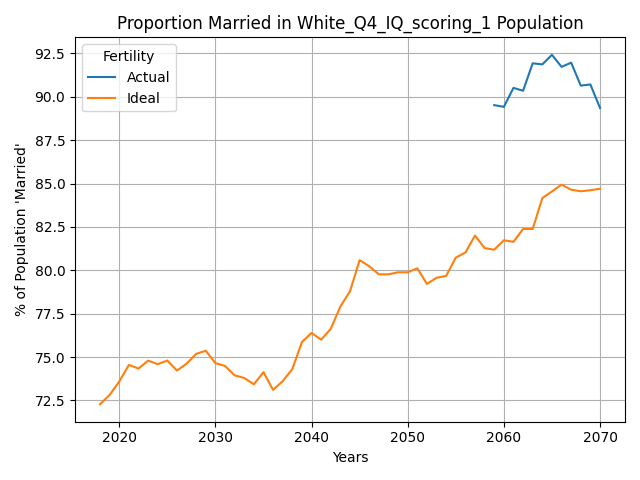 Proportion Married in White_Q4_IQ_scoring_1 Population
Fertility
Actual
Ideal
92.5
90.0
87.5
85.0
82.5
80.0
77.5
75.0
72.5
% of Population 'Married'
2020 2030 2040 2050 2060 2070
Years